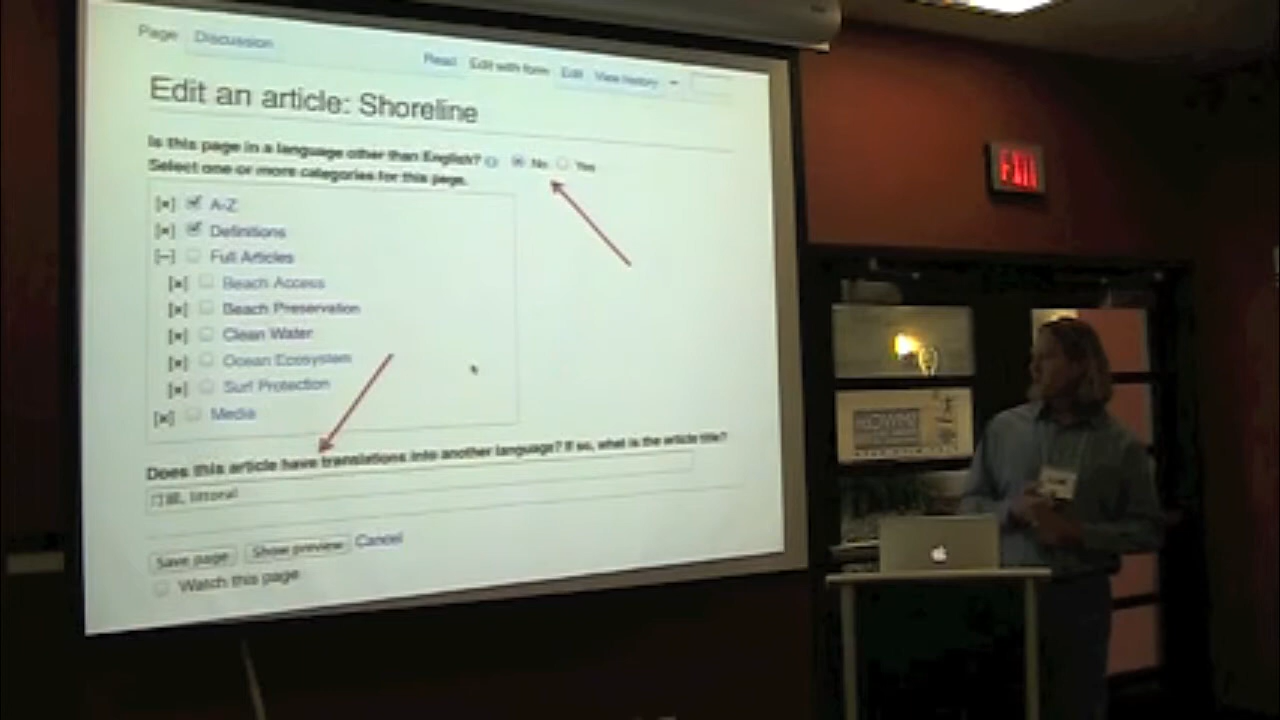 Page Discussion
Read Edit with form Edit View history
Edit an article: Shoreline
Is this page in a language other than English? No Yes
Select one or more categories for this page.
[×] A-Z
[×] Definitions
[−] Full Articles
[×] Beach Access
[×] Beach Preservation
[×] Clean Water
[×] Ocean Ecosystem
[×] Surf Protection
[×] Media
Does this article have translations into another language? If so, what is the article title?
littoral
Save page Show preview Cancel
Watch this page
EXIT